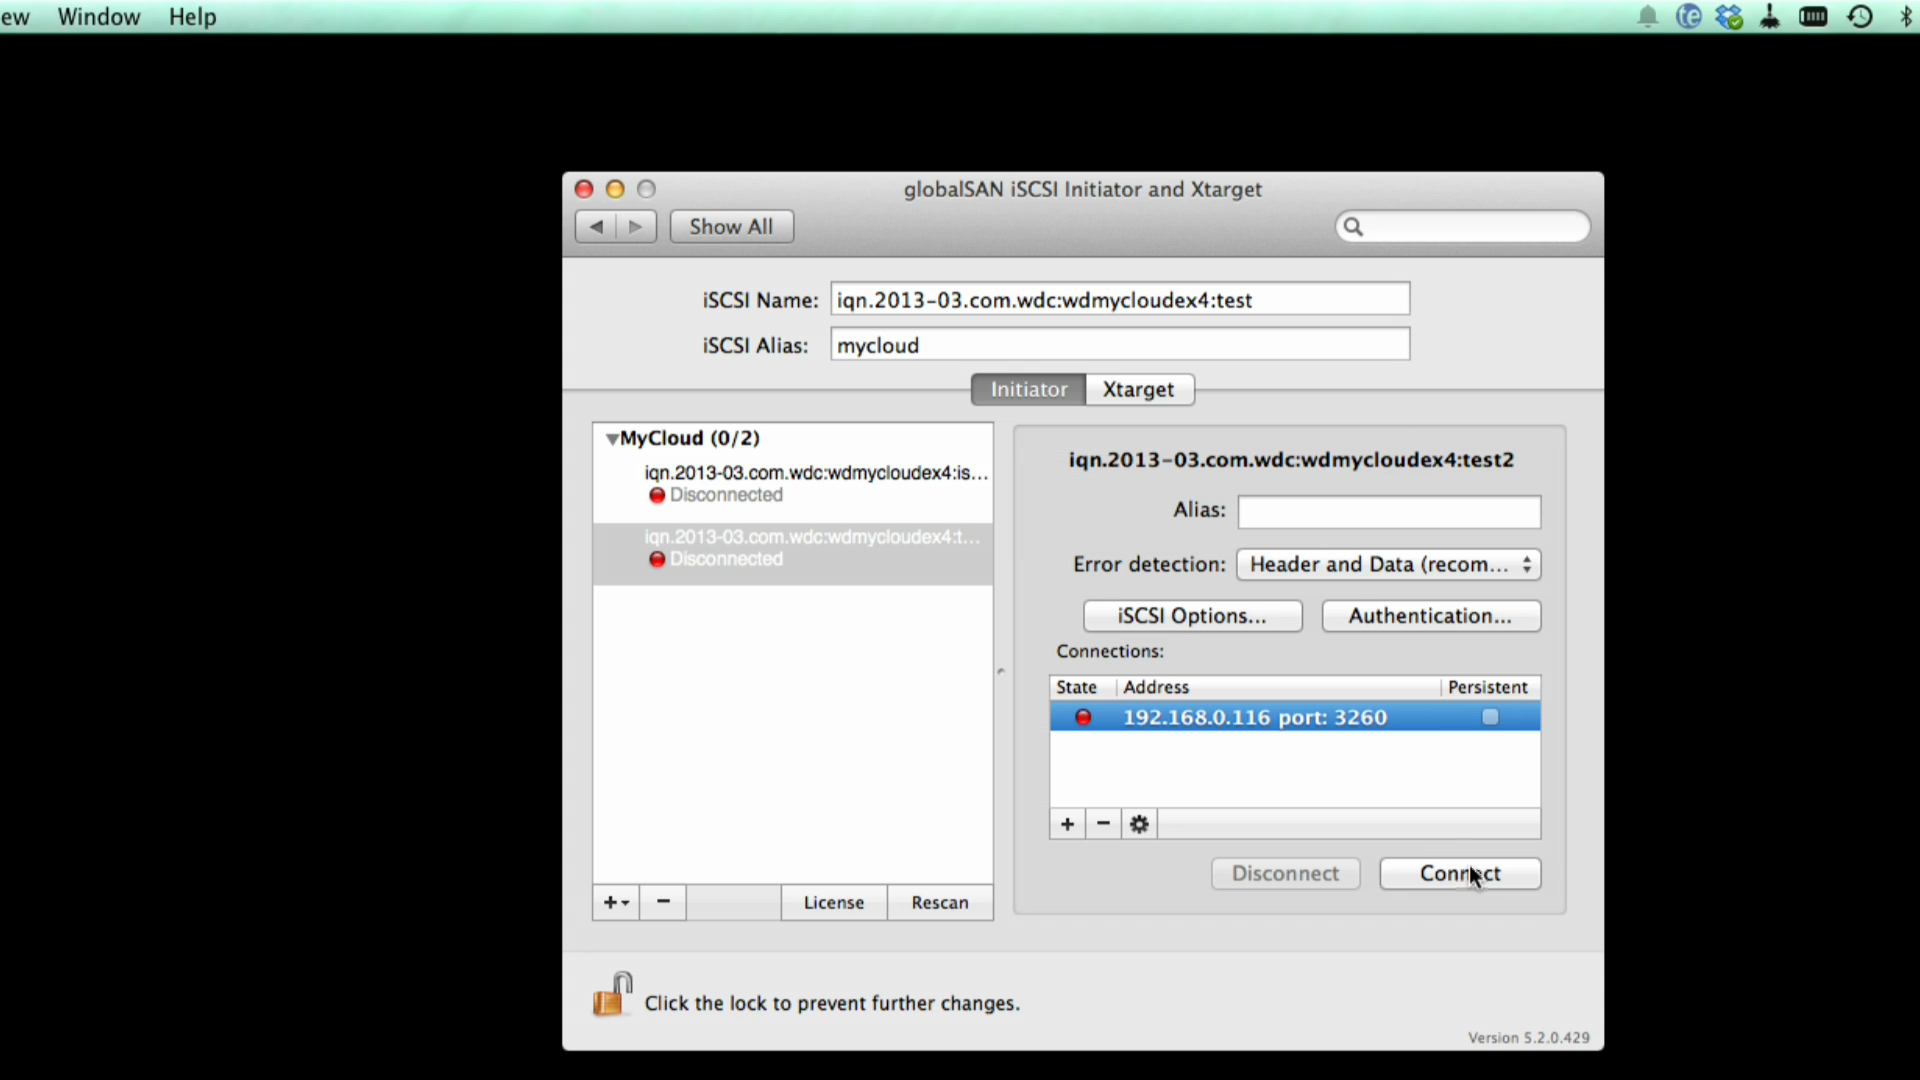 ew Window Help
globalSAN iSCSI Initiator and Xtarget
Show All
iSCSI Name: iqn.2013-03.com.wdc:wdmycloudex4:test
iSCSI Alias: mycloud
Initiator Xtarget
MyCloud (0/2)
iqn.2013-03.com.wdc:wdmycloudex4:is...
Disconnected
iqn.2013-03.com.wdc:wdmycloudex4:t...
Disconnected
License Rescan
iqn.2013-03.com.wdc:wdmycloudex4:test2
Alias:
Error detection: Header and Data (recom...
iSCSI Options... Authentication...
Connections:
State Address Persistent
192.168.0.116 port: 3260
Disconnect Connect
Click the lock to prevent further changes.
Version 5.2.0.429